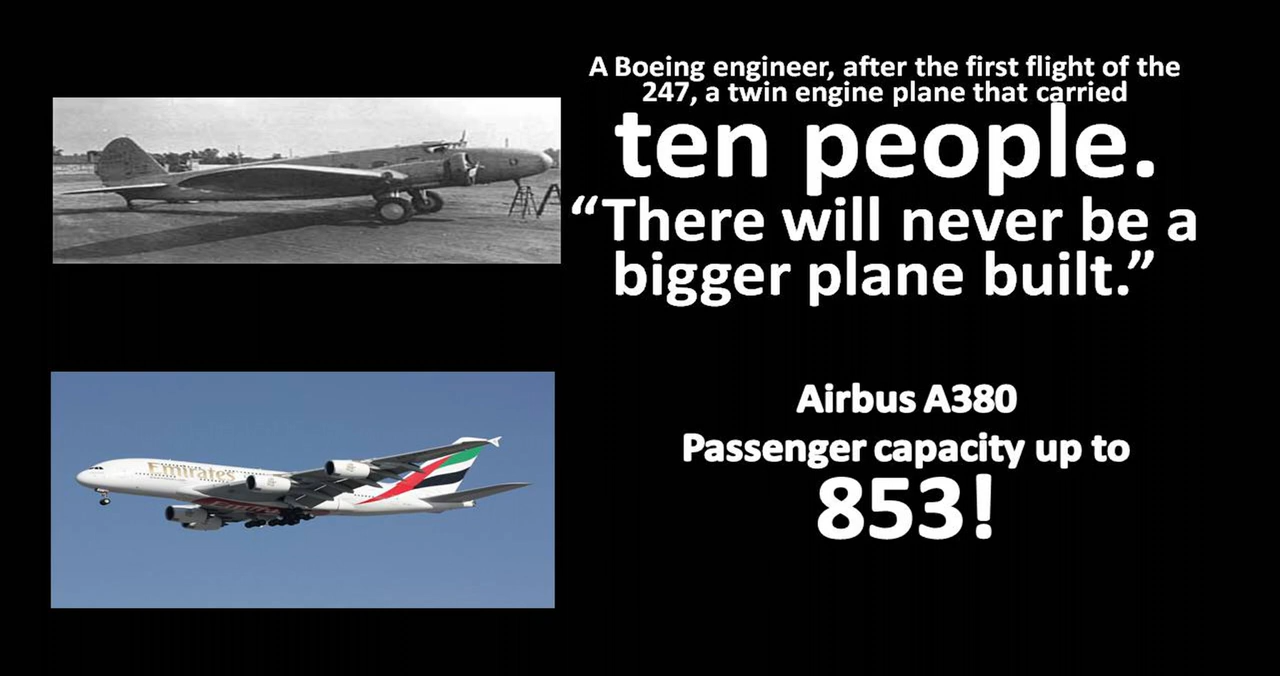 A Boeing engineer, after the first flight of the
247, a twin engine plane that carried
ten people.
“There will never be a
bigger plane built.”
Emirates
Airbus A380
Passenger capacity up to
853!